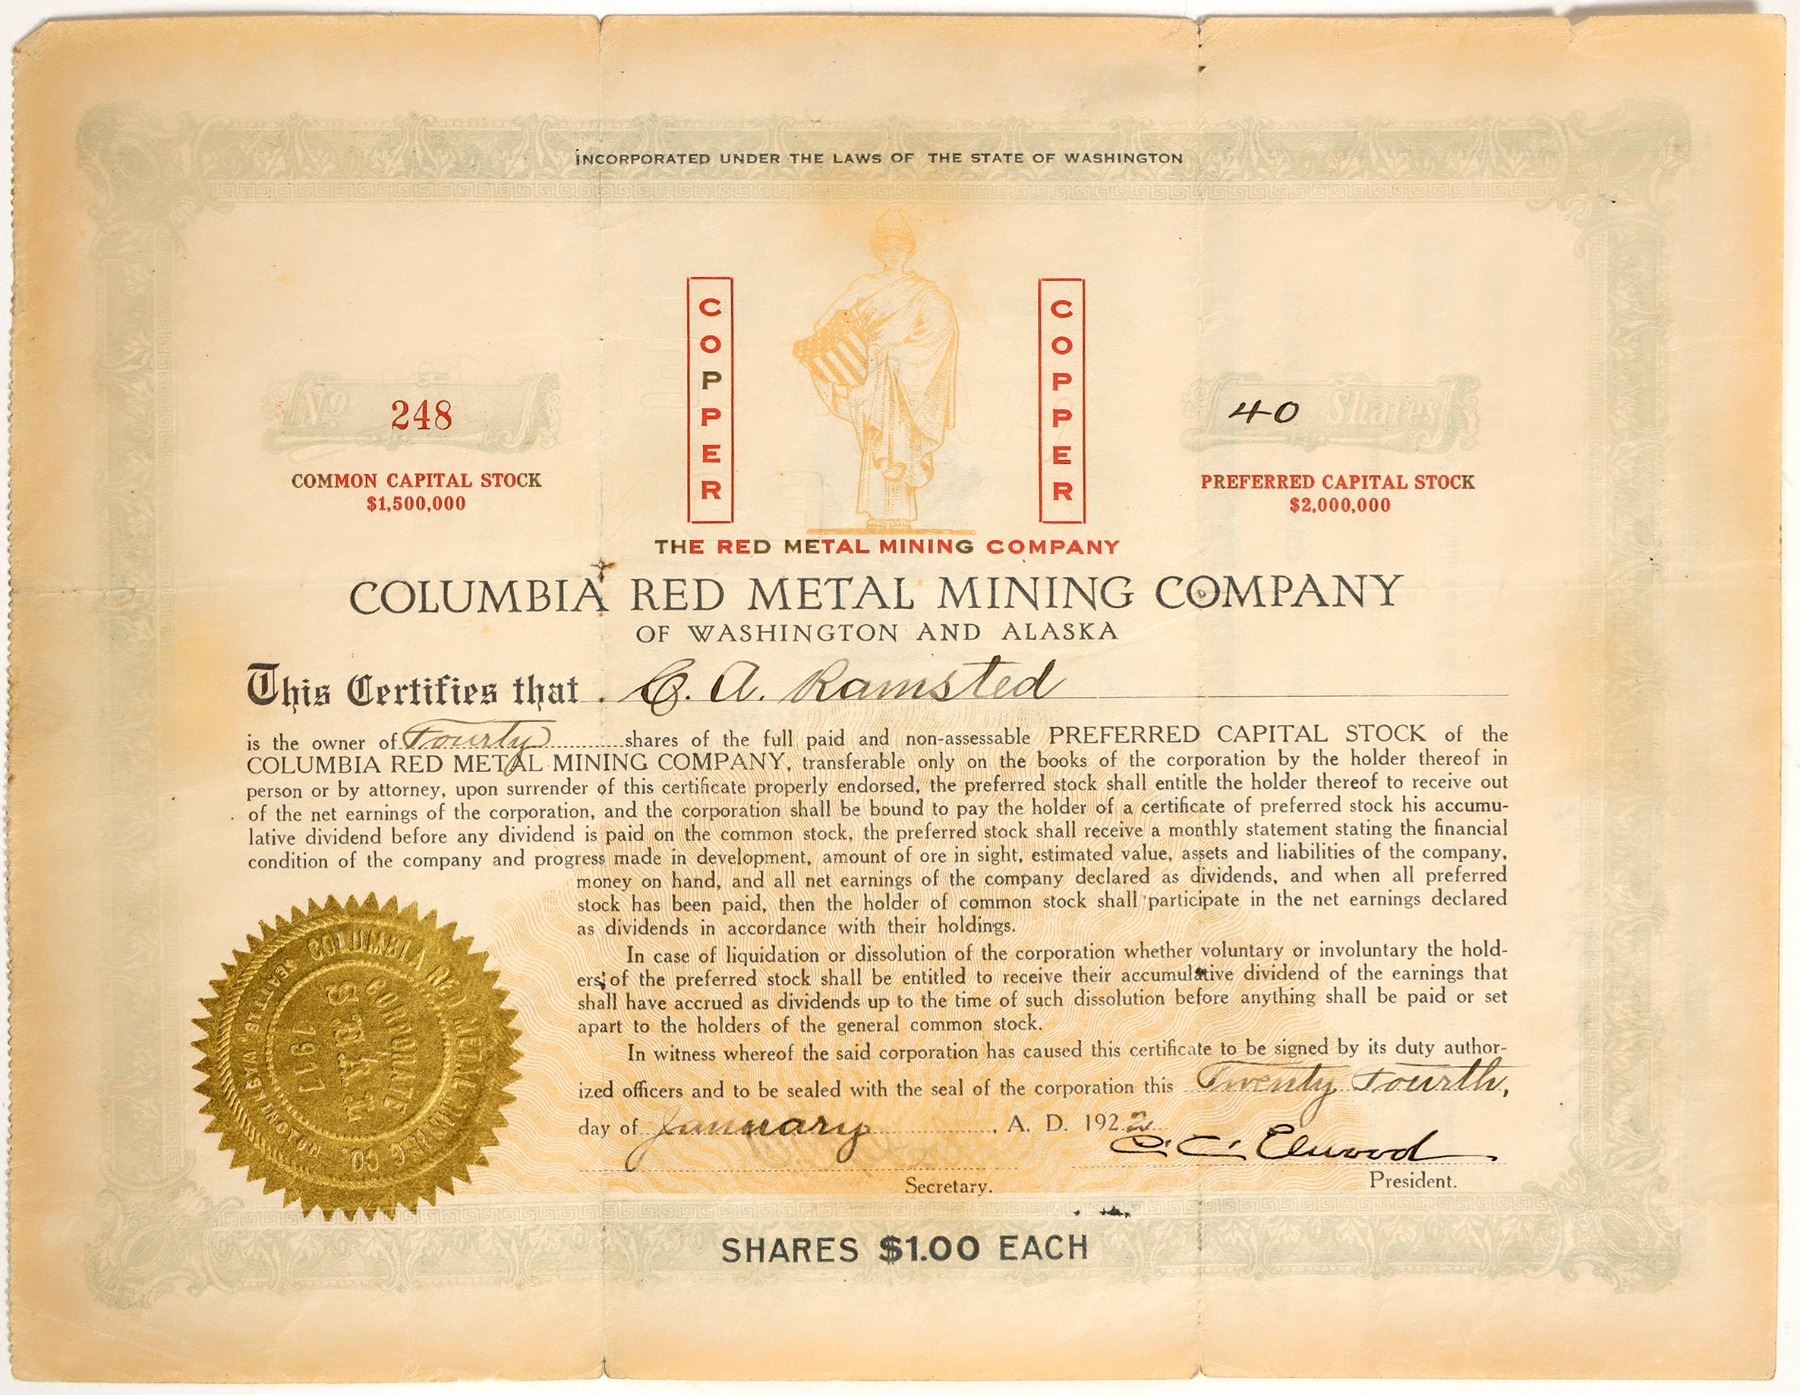 INCORPORATED UNDER THE LAWS OF THE STATE OF WASHINGTON
COPPER
COPPER
No 248
40 Shares
COMMON CAPITAL STOCK
$1,500,000
PREFERRED CAPITAL STOCK
$2,000,000
THE RED METAL MINING COMPANY
COLUMBIA RED METAL MINING COMPANY
OF WASHINGTON AND ALASKA
This Certifies that C. A. Ramsted
is the owner of Fourty shares of the full paid and non-assessable PREFERRED CAPITAL STOCK of the
COLUMBIA RED METAL MINING COMPANY, transferable only on the books of the corporation by the holder thereof in
person or by attorney, upon surrender of this certificate properly endorsed, the preferred stock shall entitle the holder thereof to receive out
of the net earnings of the corporation, and the corporation shall be bound to pay the holder of a certificate of preferred stock his accumu-
lative dividend before any dividend is paid on the common stock, the preferred stock shall receive a monthly statement stating the financial
condition of the company and progress made in development, amount of ore in sight, estimated value, assets and liabilities of the company,
money on hand, and all net earnings of the company declared as dividends, and when all preferred
stock has been paid, then the holder of common stock shall participate in the net earnings declared
as dividends in accordance with their holdings.
In case of liquidation or dissolution of the corporation whether voluntary or involuntary the hold-
ers of the preferred stock shall be entitled to receive their accumulative dividend of the earnings that
shall have accrued as dividends up to the time of such dissolution before anything shall be paid or set
apart to the holders of the general common stock.
In witness whereof the said corporation has caused this certificate to be signed by its duty author-
ized officers and to be sealed with the seal of the corporation this Twenty Fourth,
day of January, A. D. 1922
C. C. Elwood
Secretary.
President.
COLUMBIA RED METAL MINING CO.
SEATTLE WASHINGTON
CORPORATE
SEAL
1917
SHARES $1.00 EACH